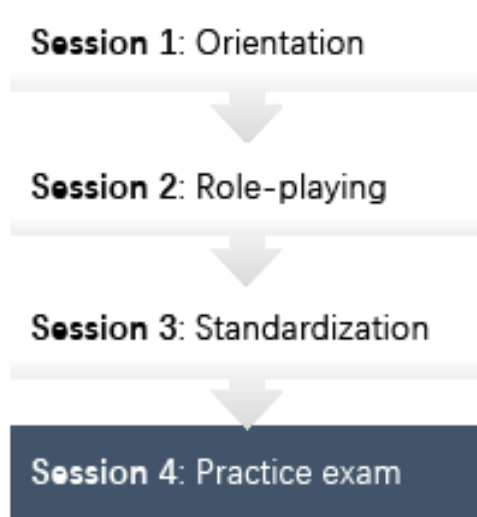 Session 1: Orientation
Session 2: Role-playing
Session 3: Standardization
Session 4: Practice exam